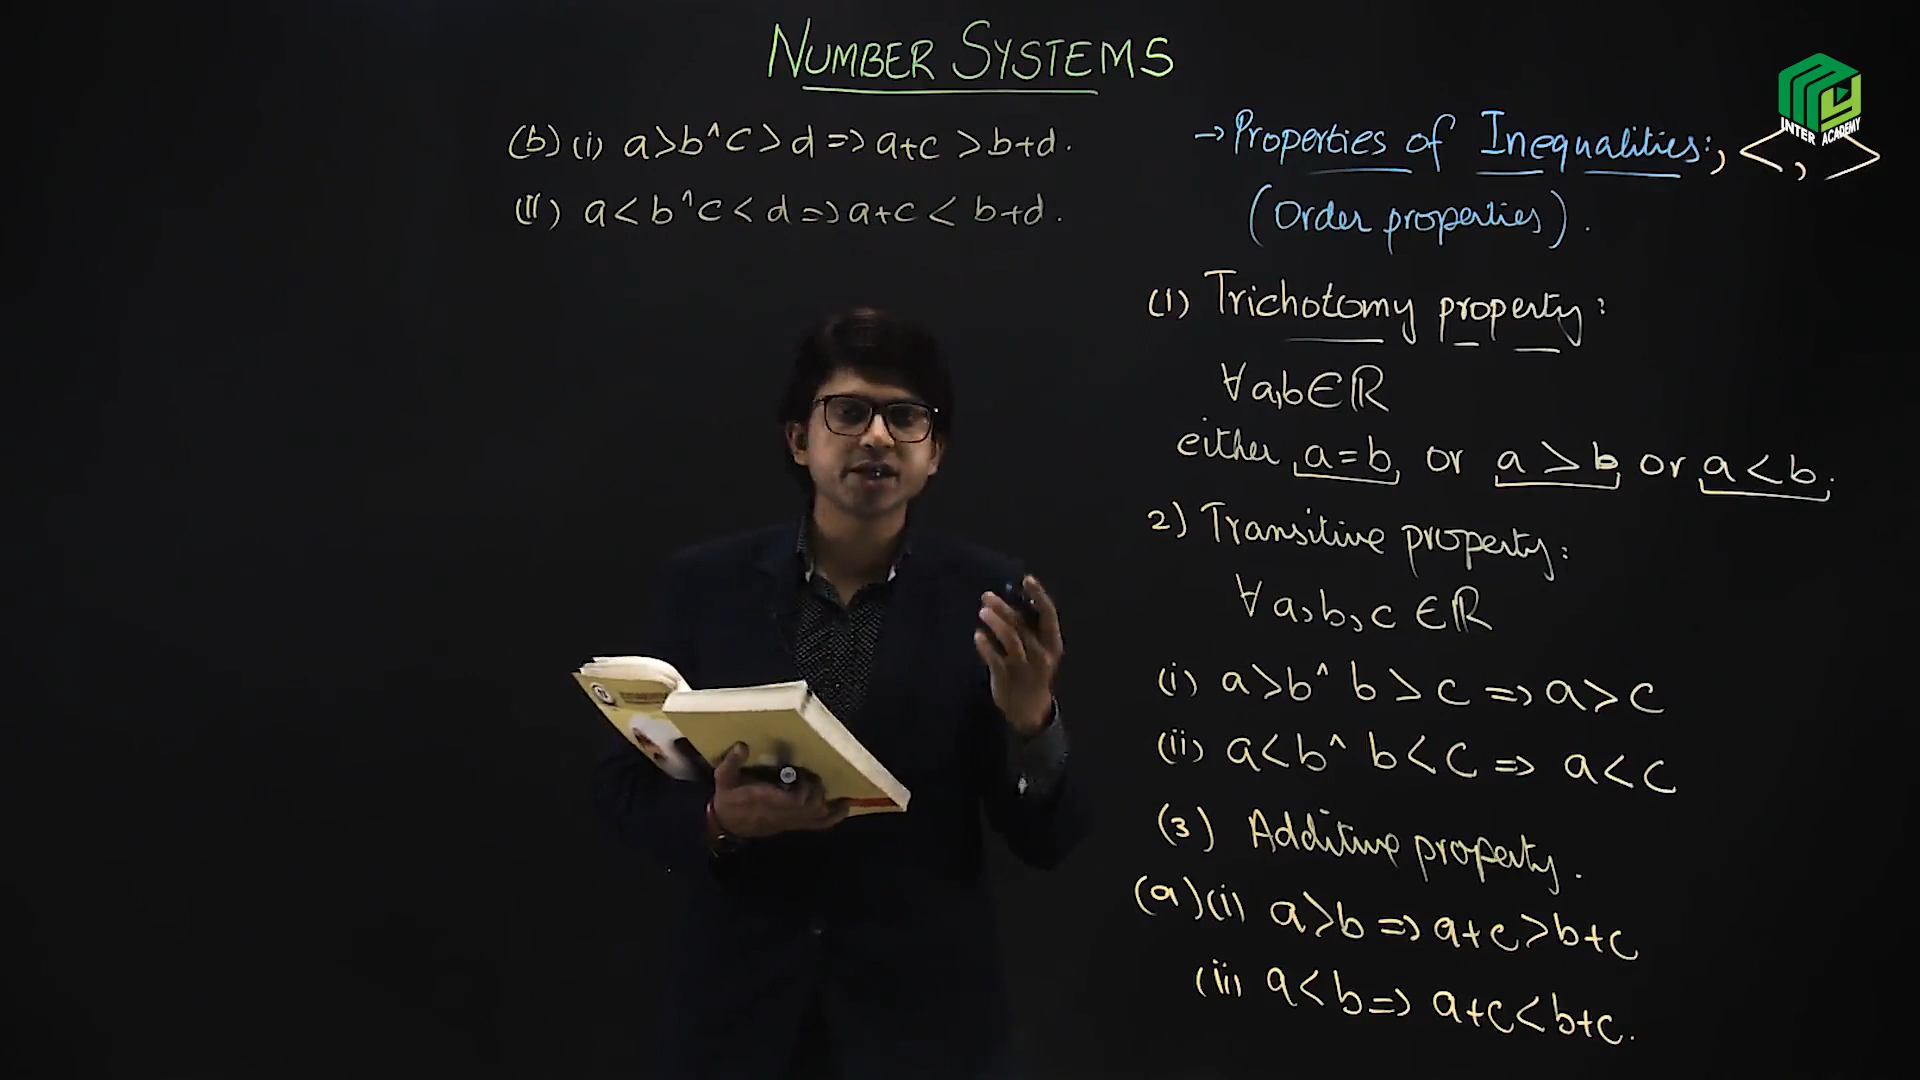 NUMBER SYSTEMS
INTER ACADEMY
→ Properties of Inequalities:, <, >
(Order properties).
(1) Trichotomy property:
∀a,b∈ℝ
either a=b or a>b or a<b.
2) Transitive property:
∀a,b,c∈ℝ
(i) a>b^b>c⇒a>c
(ii) a<b^b<c⇒a<c
(3) Additive property.
(a)(i) a>b⇒a+c>b+c
(ii) a<b⇒a+c<b+c.
(b)(i) a>b^c>d⇒a+c>b+d.
(ii) a<b^c<d⇒a+c<b+d.